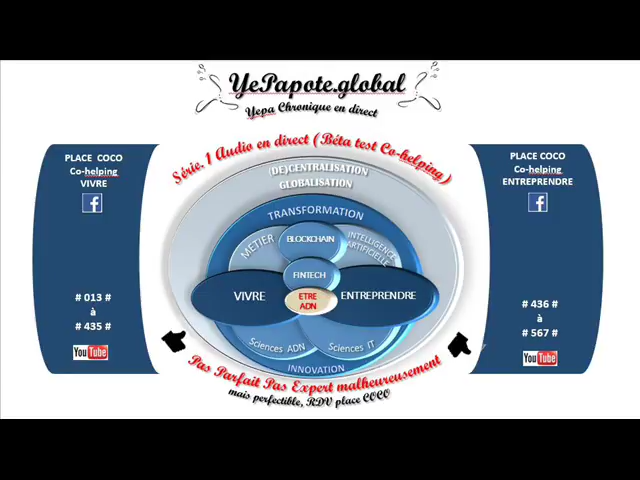 YePapote.global
Yepa Chronique en direct
Série, 1 Audio en direct (Béta test Co-helping)
PLACE COCO
Co-helping
VIVRE
# 013 #
à
# 435 #
YouTube
(DE)CENTRALISATION
GLOBALISATION
TRANSFORMATION
METIER
BLOCKCHAIN
INTELLIGENCE
ARTIFICIELLE
FINTECH
VIVRE
ETRE
ADN
ENTREPRENDRE
Sciences ADN
Sciences IT
INNOVATION
Pas Parfait Pas Expert malheureusement
mais perfectible, RDV place COCO
PLACE COCO
Co-helping
ENTREPRENDRE
# 436 #
à
# 567 #
YouTube